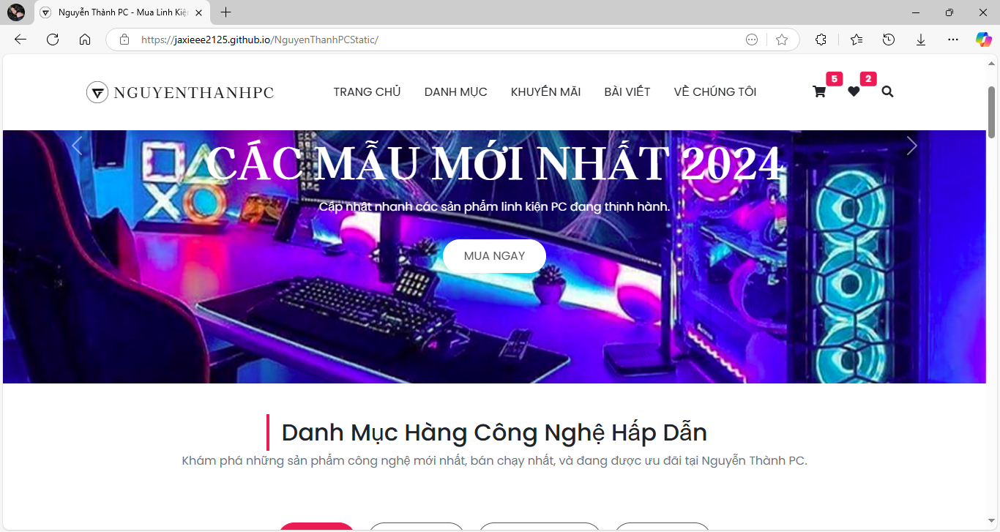 Nguyễn Thành PC - Mua Linh Kiện
https://jaxieee2125.github.io/NguyenThanhPCStatic/
NGUYENTHANHPC
TRANG CHỦ DANH MỤC KHUYẾN MÃI BÀI VIẾT VỀ CHÚNG TÔI
5 2
CÁC MẪU MỚI NHẤT 2024
Cập nhật nhanh các sản phẩm linh kiện PC đang thịnh hành.
MUA NGAY
Danh Mục Hàng Công Nghệ Hấp Dẫn
Khám phá những sản phẩm công nghệ mới nhất, bán chạy nhất, và đang được ưu đãi tại Nguyễn Thành PC.